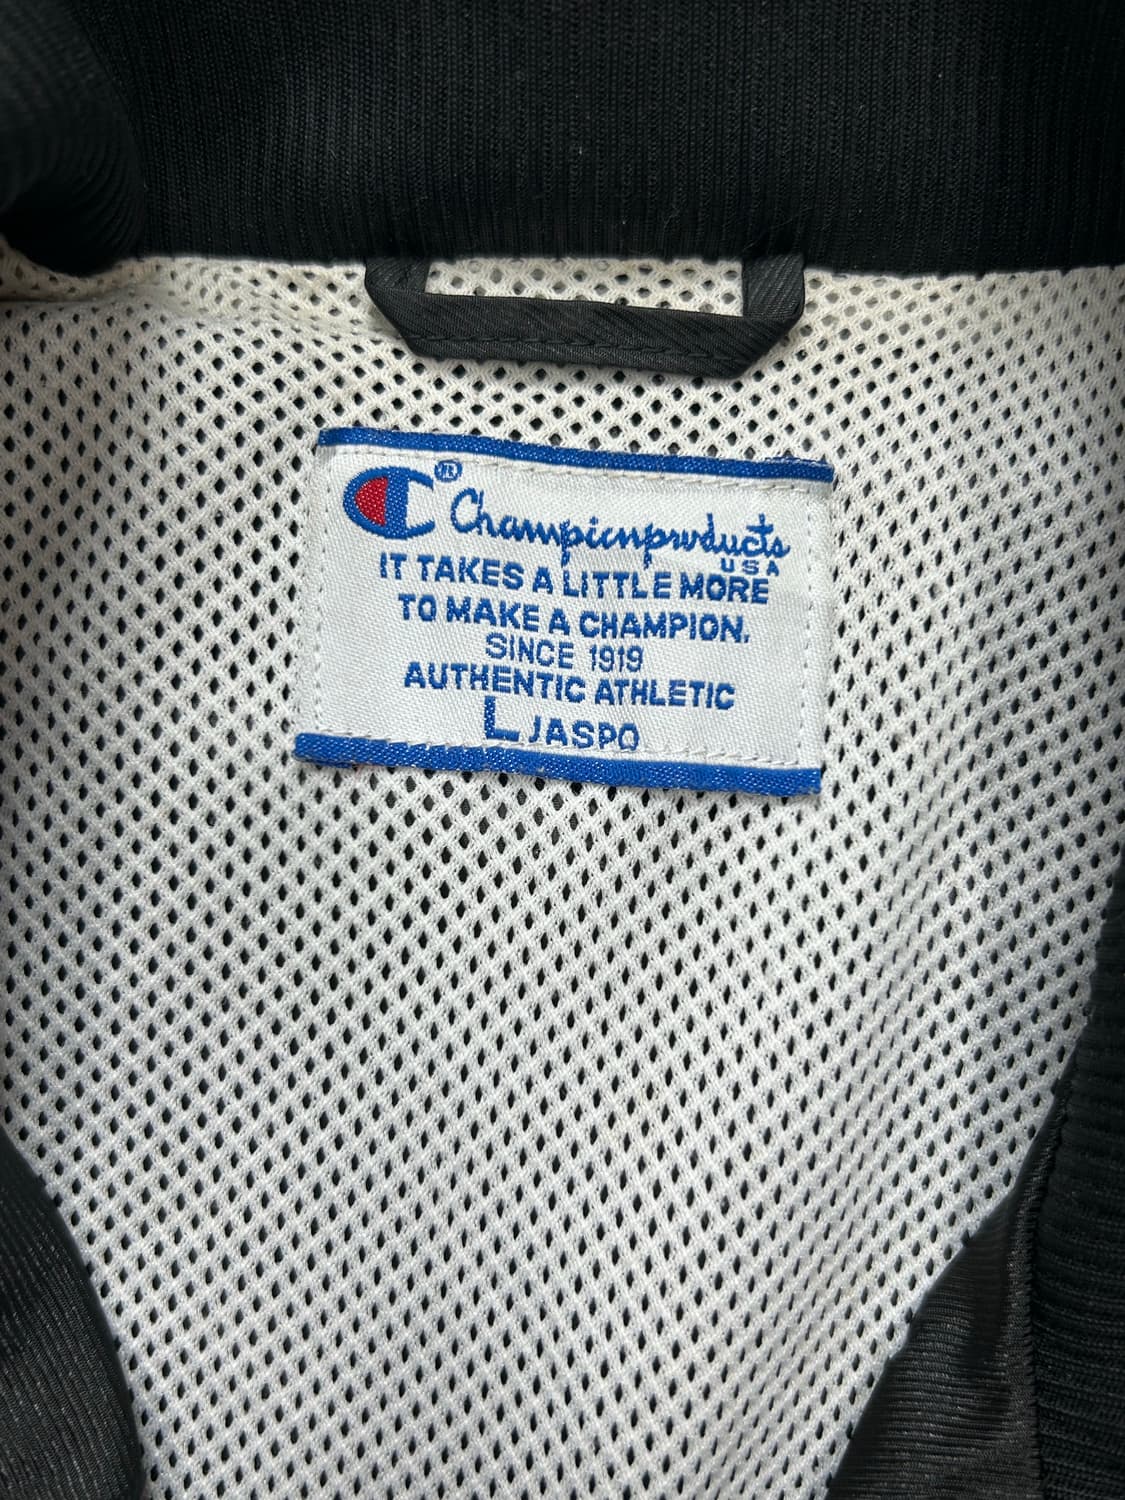 C® Championproducts
USA
IT TAKES A LITTLE MORE
TO MAKE A CHAMPION.
SINCE 1919
AUTHENTIC ATHLETIC
L JASPO